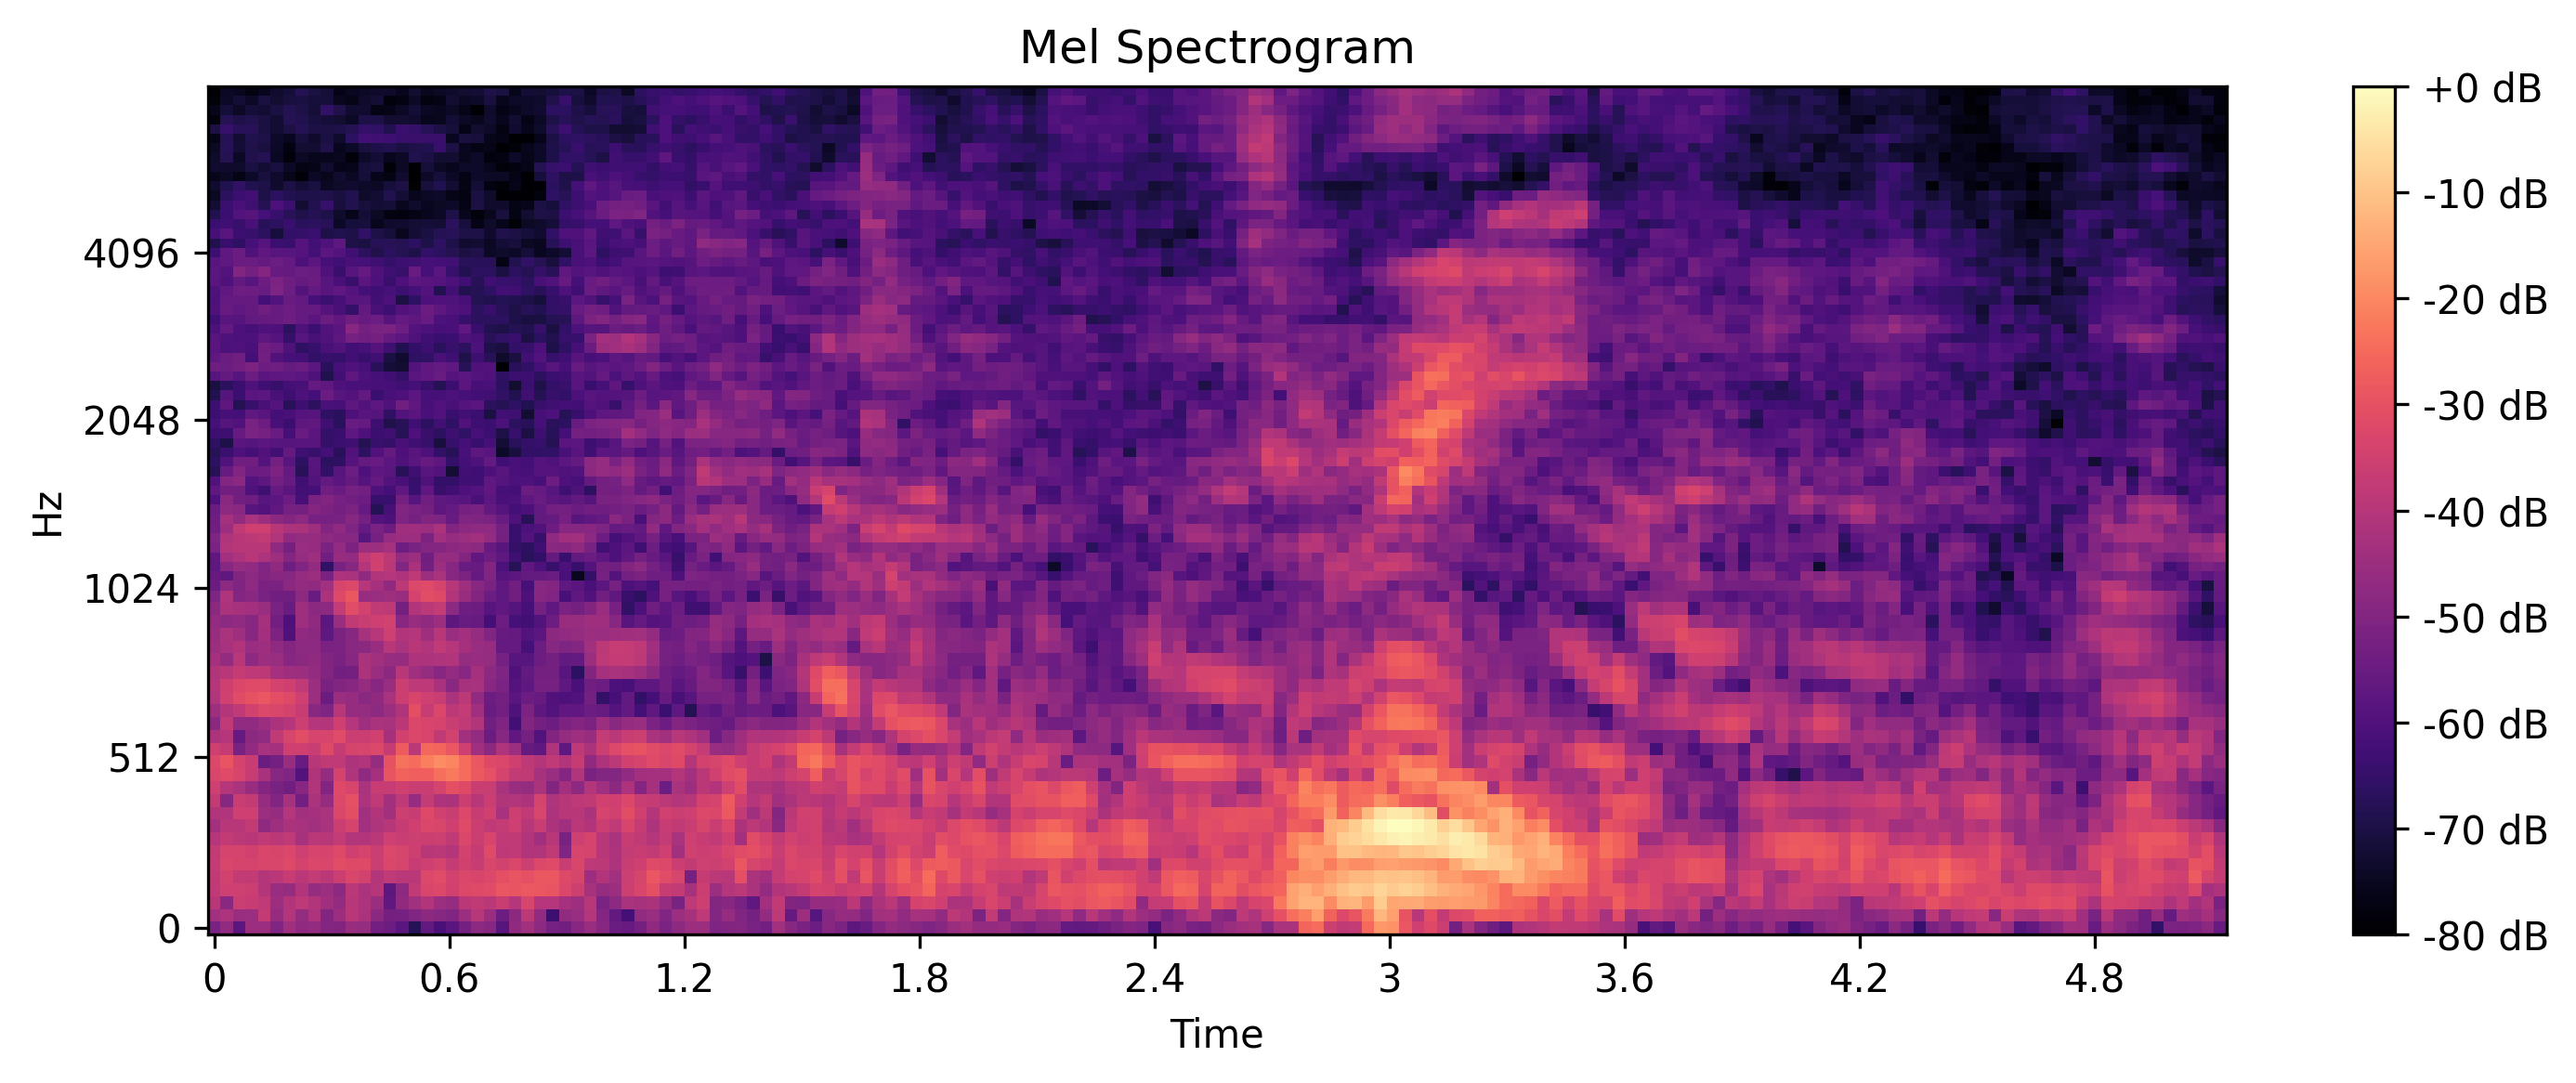 Mel Spectrogram
+0 dB
-10 dB
-20 dB
-30 dB
-40 dB
-50 dB
-60 dB
-70 dB
-80 dB
Hz
4096
2048
1024
512
0
0 0.6 1.2 1.8 2.4 3 3.6 4.2 4.8
Time